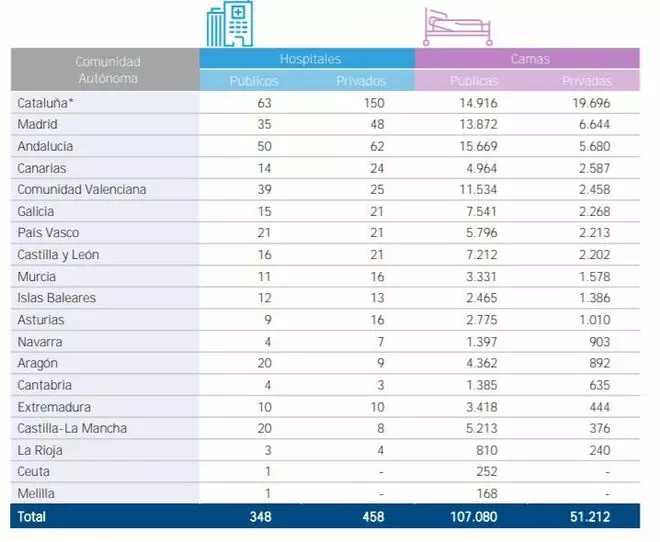 Hospitales Camas
Comunidad Autónoma Públicos Privados Públicas Privadas
Cataluña* 63 150 14.916 19.696
Madrid 35 48 13.872 6.644
Andalucía 50 62 15.669 5.680
Canarias 14 24 4.964 2.587
Comunidad Valenciana 39 25 11.534 2.458
Galicia 15 21 7.541 2.268
País Vasco 21 21 5.796 2.213
Castilla y León 16 21 7.212 2.202
Murcia 11 16 3.331 1.578
Islas Baleares 12 13 2.465 1.386
Asturias 9 16 2.775 1.010
Navarra 4 7 1.397 903
Aragón 20 9 4.362 892
Cantabria 4 3 1.385 635
Extremadura 10 10 3.418 444
Castilla-La Mancha 20 8 5.213 376
La Rioja 3 4 810 240
Ceuta 1 - 252 -
Melilla 1 - 168 -
Total 348 458 107.080 51.212